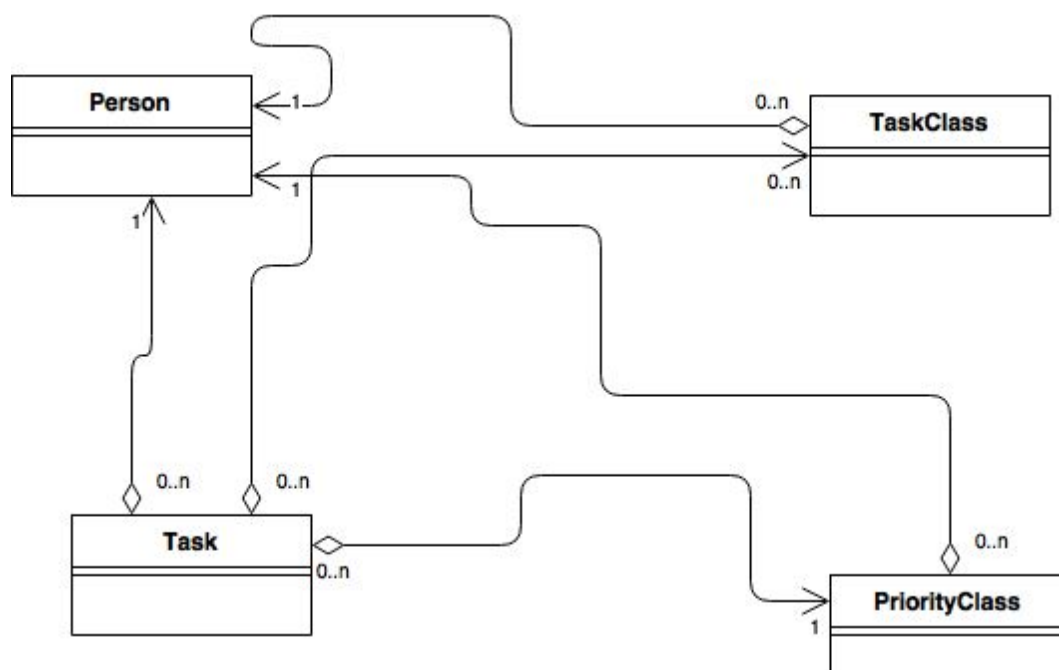 Person
1
0..n
TaskClass
0..n
1
1
0..n
0..n
Task
0..n
0..n
PriorityClass
1